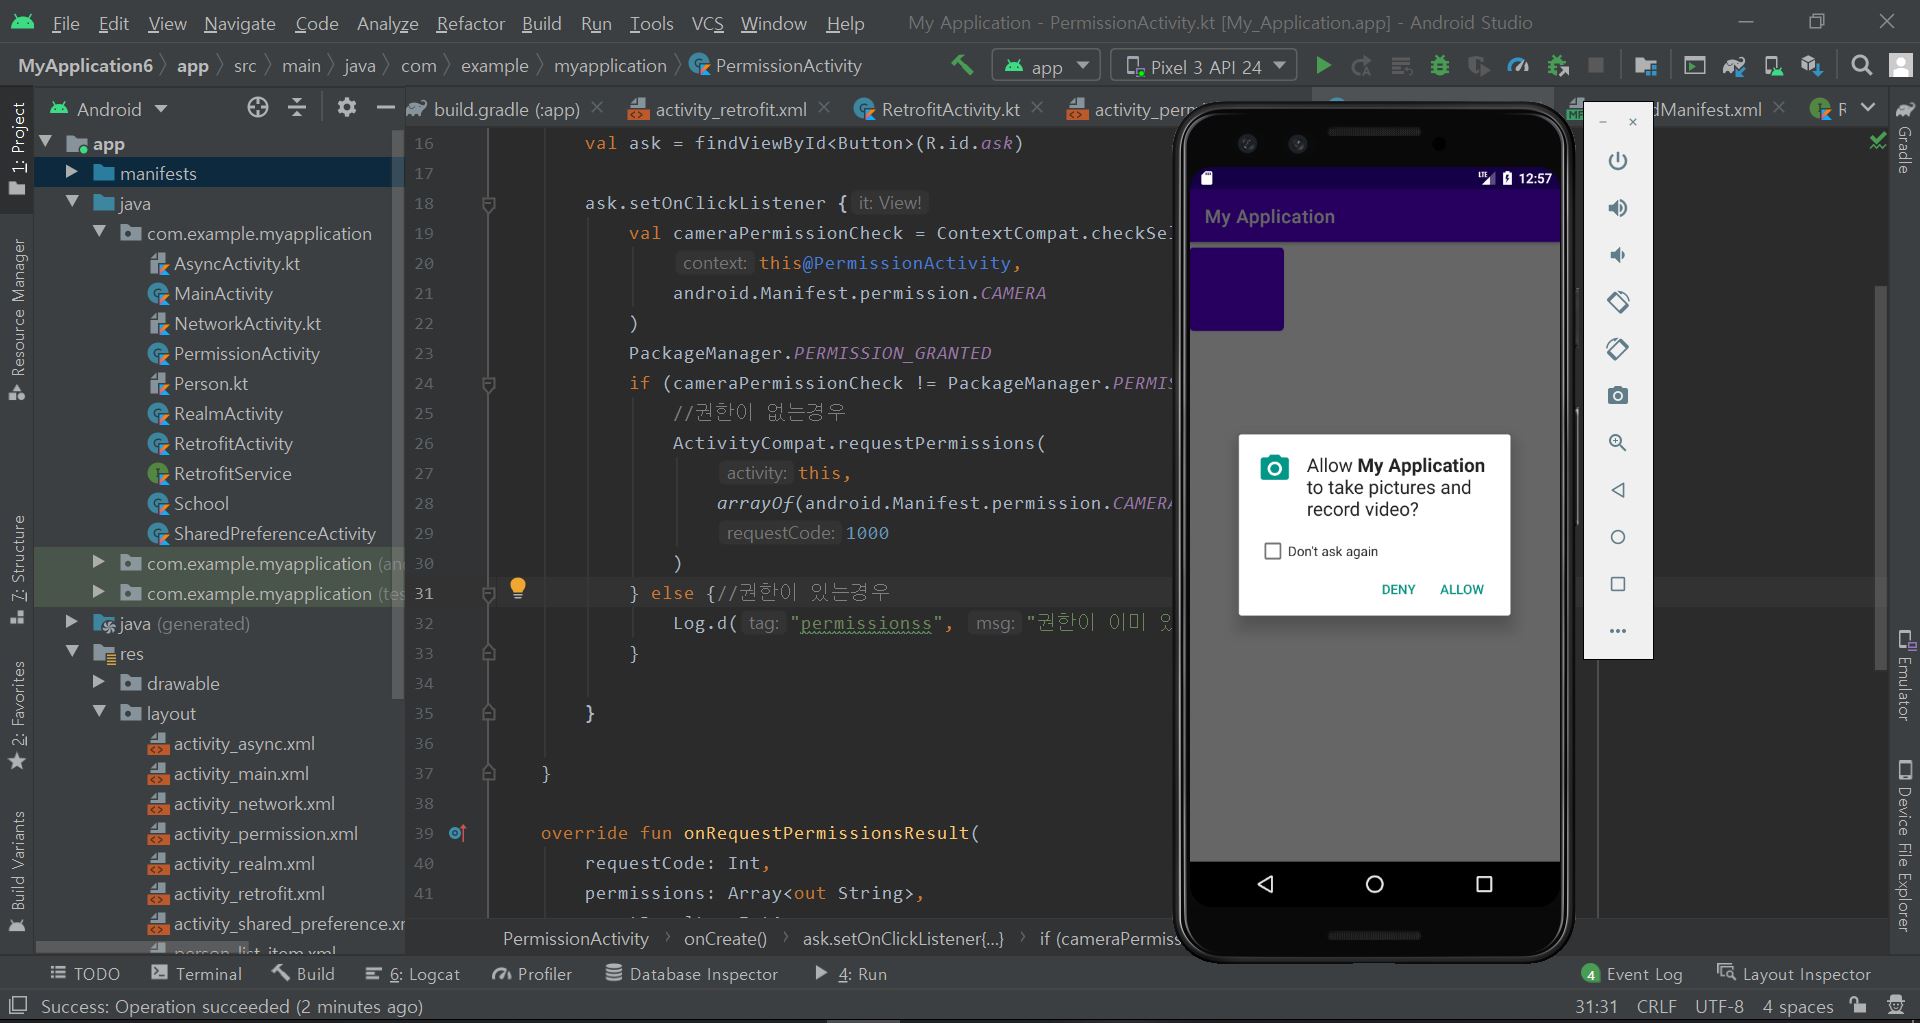 File Edit View Navigate Code Analyze Refactor Build Run Tools VCS Window Help My Application - PermissionActivity.kt [My_Application.app] - Android Studio
MyApplication6 app src main java com example myapplication PermissionActivity app Pixel 3 API 24
1: Project
Resource Manager
7: Structure
2: Favorites
Build Variants
Android
build.gradle (:app) activity_retrofit.xml RetrofitActivity.kt activity_per dManifest.xml R
app
manifests
java
com.example.myapplication
AsyncActivity.kt
MainActivity
NetworkActivity.kt
PermissionActivity
Person.kt
RealmActivity
RetrofitActivity
RetrofitService
School
SharedPreferenceActivity
com.example.myapplication (an
com.example.myapplication (tes
java (generated)
res
drawable
layout
activity_async.xml
activity_main.xml
activity_network.xml
activity_permission.xml
activity_realm.xml
activity_retrofit.xml
activity_shared_preference.xr
person_list_item.xml
16 val ask = findViewById<Button>(R.id.ask)
17
18 ask.setOnClickListener { it: View!
19 val cameraPermissionCheck = ContextCompat.checkSel
20 context: this@PermissionActivity,
21 android.Manifest.permission.CAMERA
22 )
23 PackageManager.PERMISSION_GRANTED
24 if (cameraPermissionCheck != PackageManager.PERMIS
25 //권한이 없는경우
26 ActivityCompat.requestPermissions(
27 activity: this,
28 arrayOf(android.Manifest.permission.CAMERA
29 requestCode: 1000
30 )
31 } else {//권한이 있는경우
32 Log.d( tag: "permissionss", msg: "권한이 이미 있
33 }
34
35 }
36
37 }
38
39 override fun onRequestPermissionsResult(
40 requestCode: Int,
41 permissions: Array<out String>,
PermissionActivity onCreate() ask.setOnClickListener{...} if (cameraPermiss
LTE 12:57
My Application
Allow My Application
to take pictures and
record video?
Don't ask again
DENY ALLOW
Gradle
Emulator
Device File Explorer
TODO Terminal Build 6: Logcat Profiler Database Inspector 4: Run 4 Event Log Layout Inspector
Success: Operation succeeded (2 minutes ago) 31:31 CRLF UTF-8 4 spaces